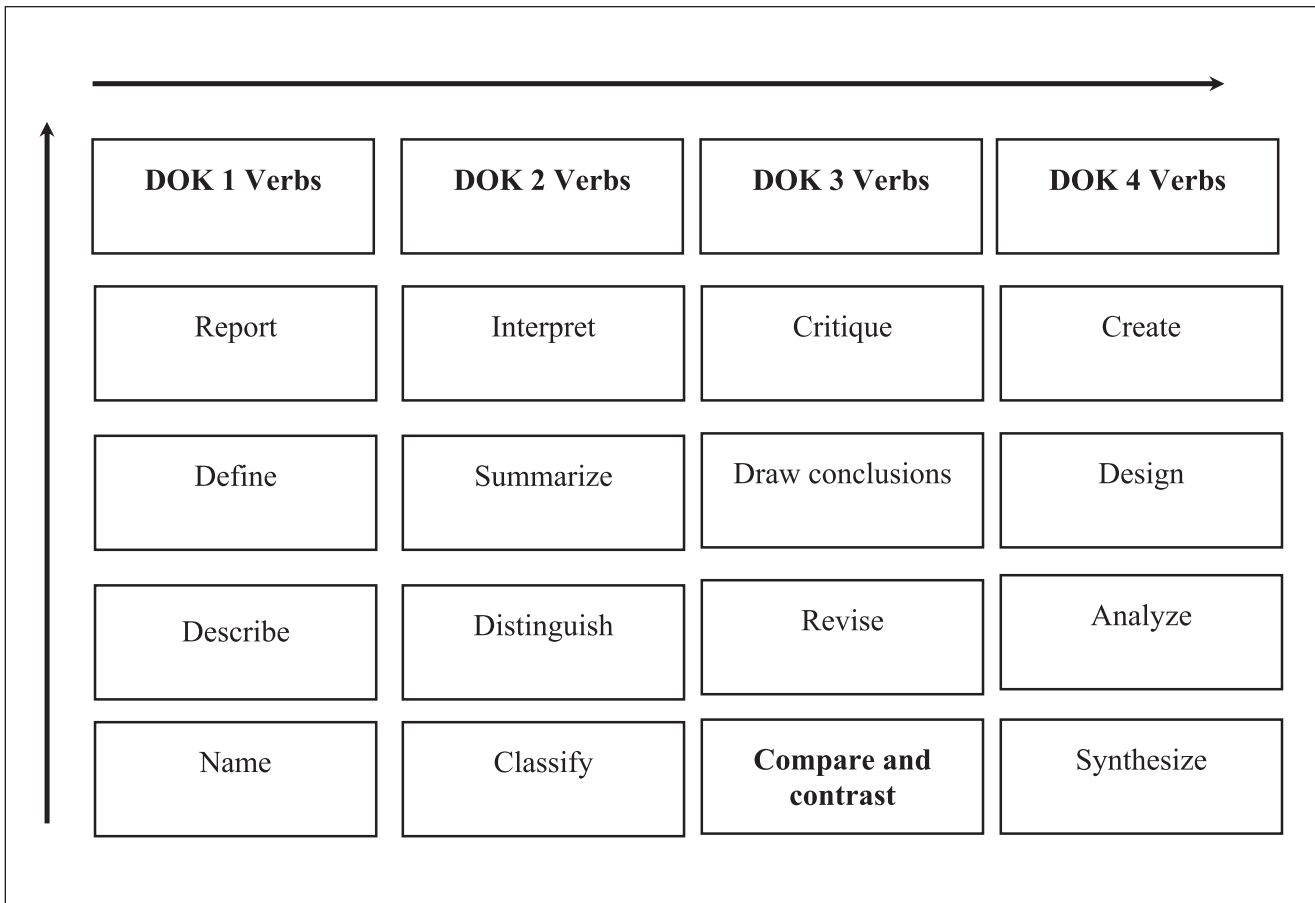 DOK 1 Verbs
DOK 2 Verbs
DOK 3 Verbs
DOK 4 Verbs
Report
Interpret
Critique
Create
Define
Summarize
Draw conclusions
Design
Describe
Distinguish
Revise
Analyze
Name
Classify
Compare and
contrast
Synthesize